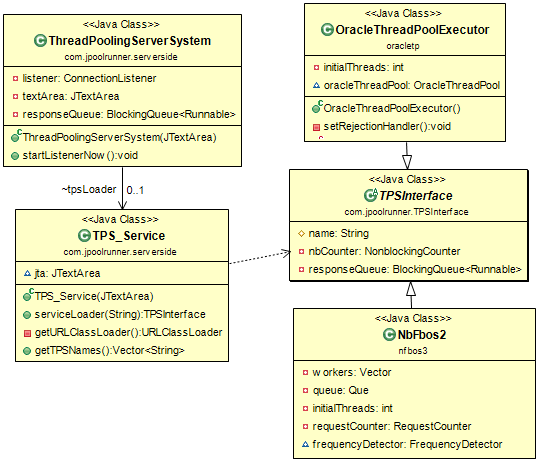 <<Java Class>>
ThreadPoolingServerSystem
com.jpoolrunner.serverside
listener: ConnectionListener
textArea: JTextArea
responseQueue: BlockingQueue<Runnable>
ThreadPoolingServerSystem(JTextArea)
startListenerNow():void
~tpsLoader
0..1
<<Java Class>>
TPS_Service
com.jpoolrunner.serverside
jta: JTextArea
TPS_Service(JTextArea)
serviceLoader(String):TPSInterface
getURLClassLoader():URLClassLoader
getTPSNames():Vector<String>
<<Java Class>>
OracleThreadPoolExecutor
oracletp
initialThreads: int
oracleThreadPool: OracleThreadPool
OracleThreadPoolExecutor()
setRejectionHandler():void
<<Java Class>>
TPSInterface
com.jpoolrunner.TPSInterface
name: String
nbCounter: NonblockingCounter
responseQueue: BlockingQueue<Runnable>
<<Java Class>>
NbFbos2
nfbos3
workers: Vector
queue: Que
initialThreads: int
requestCounter: RequestCounter
frequencyDetector: FrequencyDetector